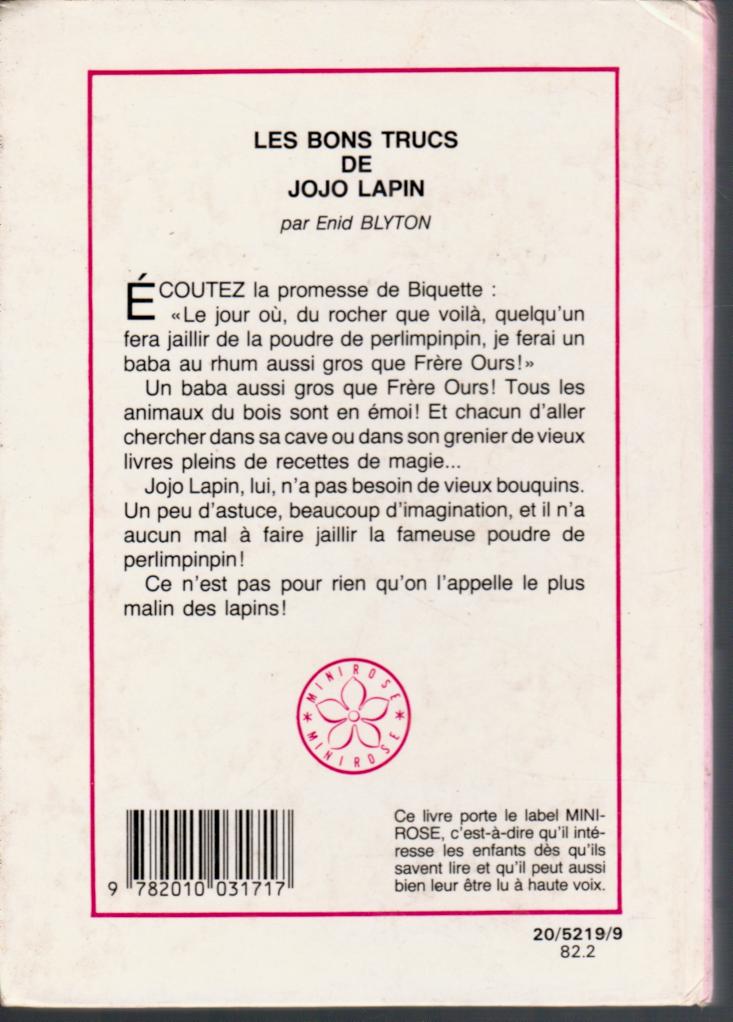 LES BONS TRUCS
DE
JOJO LAPIN
par Enid BLYTON
ÉCOUTEZ la promesse de Biquette :
«Le jour où, du rocher que voilà, quelqu'un
fera jaillir de la poudre de perlimpinpin, je ferai un
baba au rhum aussi gros que Frère Ours!»
Un baba aussi gros que Frère Ours! Tous les
animaux du bois sont en émoi! Et chacun d'aller
chercher dans sa cave ou dans son grenier de vieux
livres pleins de recettes de magie...
Jojo Lapin, lui, n'a pas besoin de vieux bouquins.
Un peu d'astuce, beaucoup d'imagination, et il n'a
aucun mal à faire jaillir la fameuse poudre de
perlimpinpin!
Ce n'est pas pour rien qu'on l'appelle le plus
malin des lapins!
MINIROSE
* *
MINIROSE
Ce livre porte le label MINI-
ROSE, c'est-à-dire qu'il inté-
resse les enfants dès qu'ils
savent lire et qu'il peut aussi
bien leur être lu à haute voix.
9 782010 031717
20/5219/9
82.2